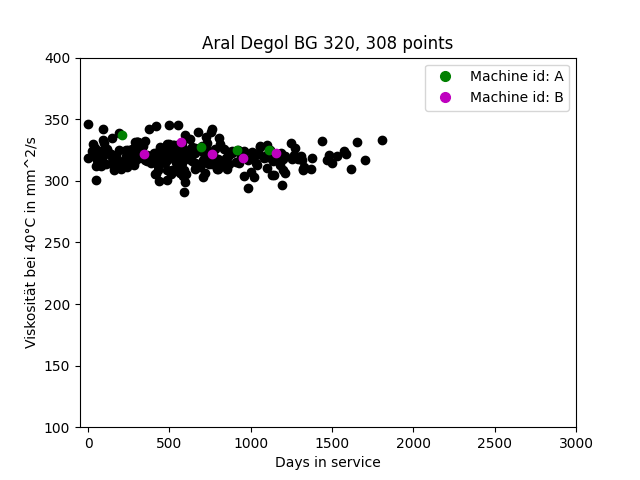 Aral Degol BG 320, 308 points
Machine id: A
Machine id: B
Viskosität bei 40°C in mm^2/s
400
350
300
250
200
150
100
0
500
1000
1500
2000
2500
3000
Days in service